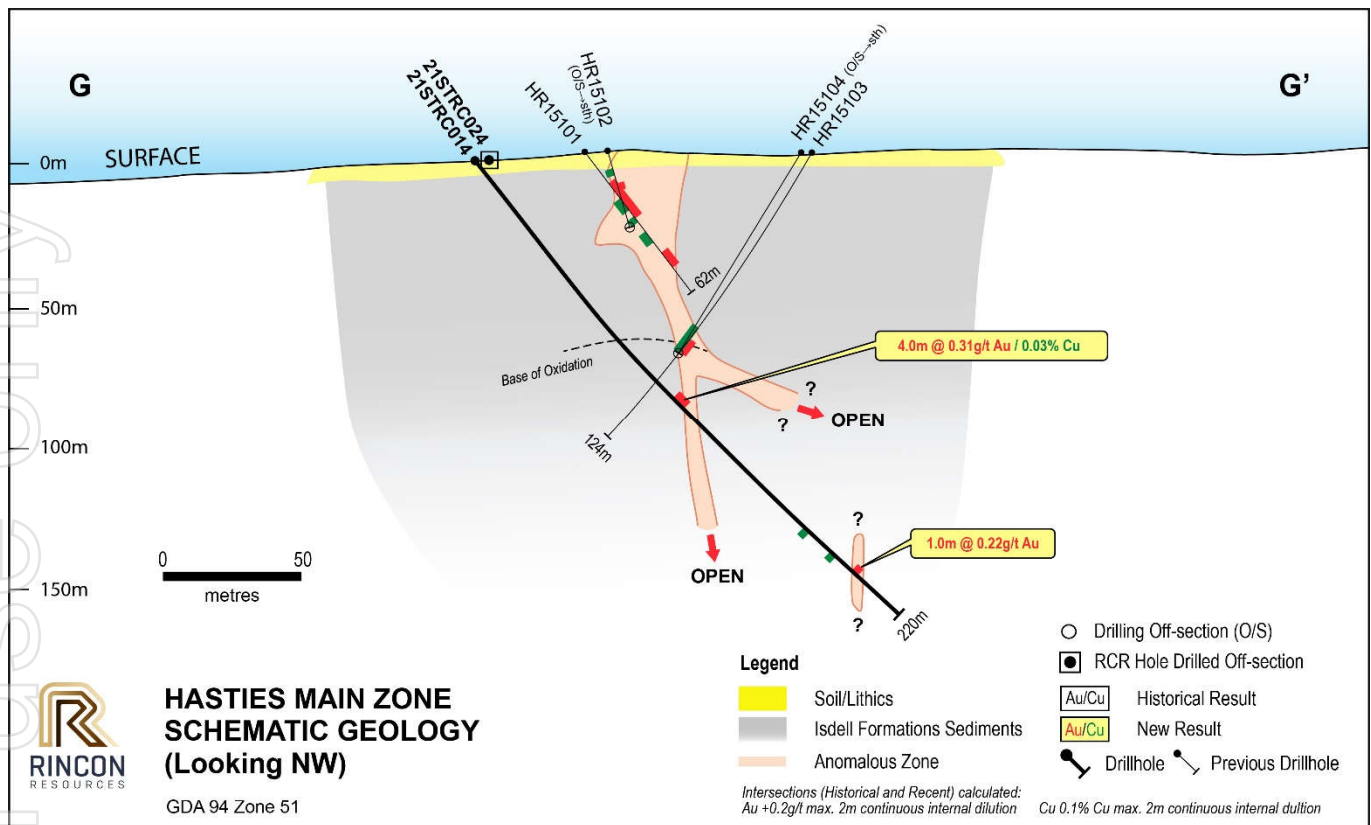 G
G'
21STRC024
21STRC014
HR15101
HR15102
(O/S→sth)
HR15104 (O/S→sth)
HR15103
0m
SURFACE
50m
100m
150m
62m
124m
220m
Base of Oxidation
4.0m @ 0.31g/t Au / 0.03% Cu
?
?
OPEN
OPEN
?
1.0m @ 0.22g/t Au
?
0 50
metres
RINCON
RESOURCES
HASTIES MAIN ZONE
SCHEMATIC GEOLOGY
(Looking NW)
GDA 94 Zone 51
Legend
Soil/Lithics
Isdell Formations Sediments
Anomalous Zone
Drilling Off-section (O/S)
RCR Hole Drilled Off-section
Au/Cu Historical Result
Au/Cu New Result
Drillhole Previous Drillhole
Intersections (Historical and Recent) calculated:
Au +0.2g/t max. 2m continuous internal dilution Cu 0.1% Cu max. 2m continuous internal dultion